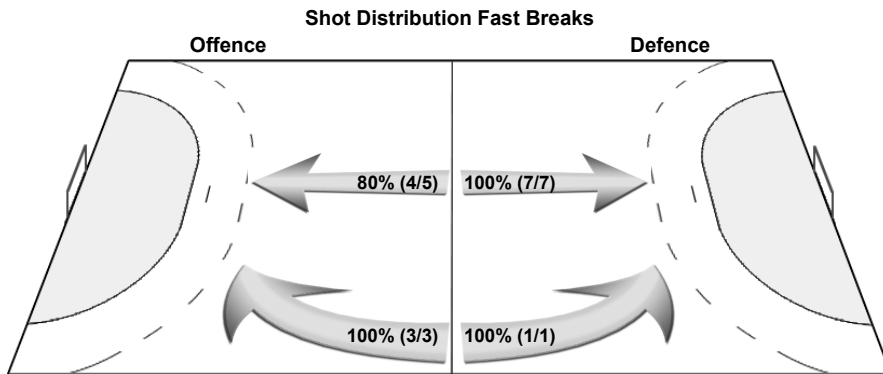 Shot Distribution Fast Breaks
Offence Defence
80% (4/5) 100% (7/7)
100% (3/3) 100% (1/1)